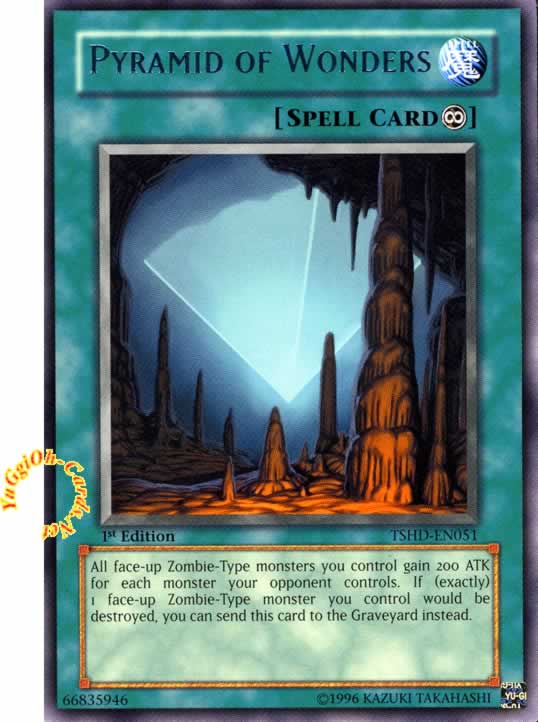 PYRAMID OF WONDERS 魔
[SPELL CARD]
YuGgiOh-Cards.Net
1st Edition TSHD-EN051
All face-up Zombie-Type monsters you control gain 200 ATK
for each monster your opponent controls. If (exactly)
1 face-up Zombie-Type monster you control would be
destroyed, you can send this card to the Graveyard instead.
66835946 ©1996 KAZUKI TAKAHASHI